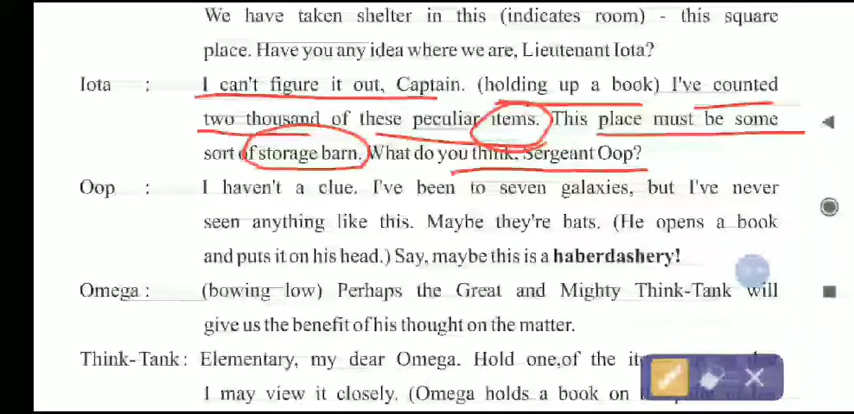 We have taken shelter in this (indicates room) - this square
place. Have you any idea where we are, Lieutenant Iota?
Iota : I can't figure it out, Captain. (holding up a book) I've counted
two thousand of these peculiar items. This place must be some
sort of storage barn. What do you think, Sergeant Oop?
Oop : I haven't a clue. I've been to seven galaxies, but I've never
seen anything like this. Maybe they're hats. (He opens a book
and puts it on his head.) Say, maybe this is a haberdashery!
Omega : (bowing low) Perhaps the Great and Mighty Think-Tank will
give us the benefit of his thought on the matter.
Think-Tank : Elementary, my dear Omega. Hold one,of the
I may view it closely. (Omega holds a book on